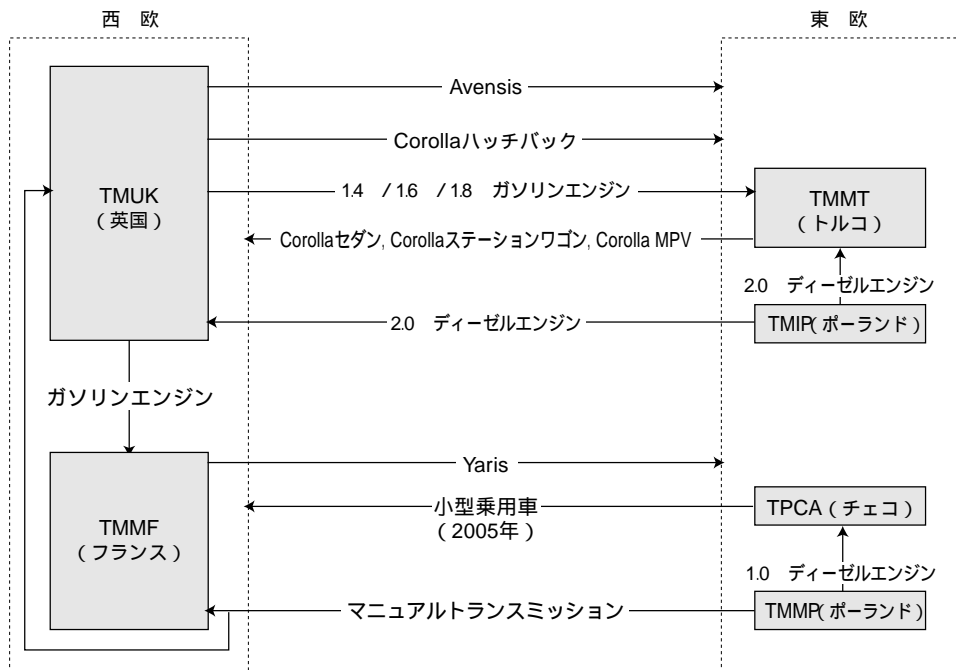 西 欧
東 欧
Avensis
Corollaハッチバック
TMUK
（英国）
1.4 /1.6 /1.8 ガソリンエンジン
TMMT
（トルコ）
Corollaセダン, Corollaステーションワゴン, Corolla MPV
2.0 ディーゼルエンジン
2.0 ディーゼルエンジン
TMIP（ポーランド）
ガソリンエンジン
Yaris
TMMF
（フランス）
小型乗用車
（2005年）
TPCA（チェコ）
1.0 ディーゼルエンジン
マニュアルトランスミッション
TMMP（ポーランド）